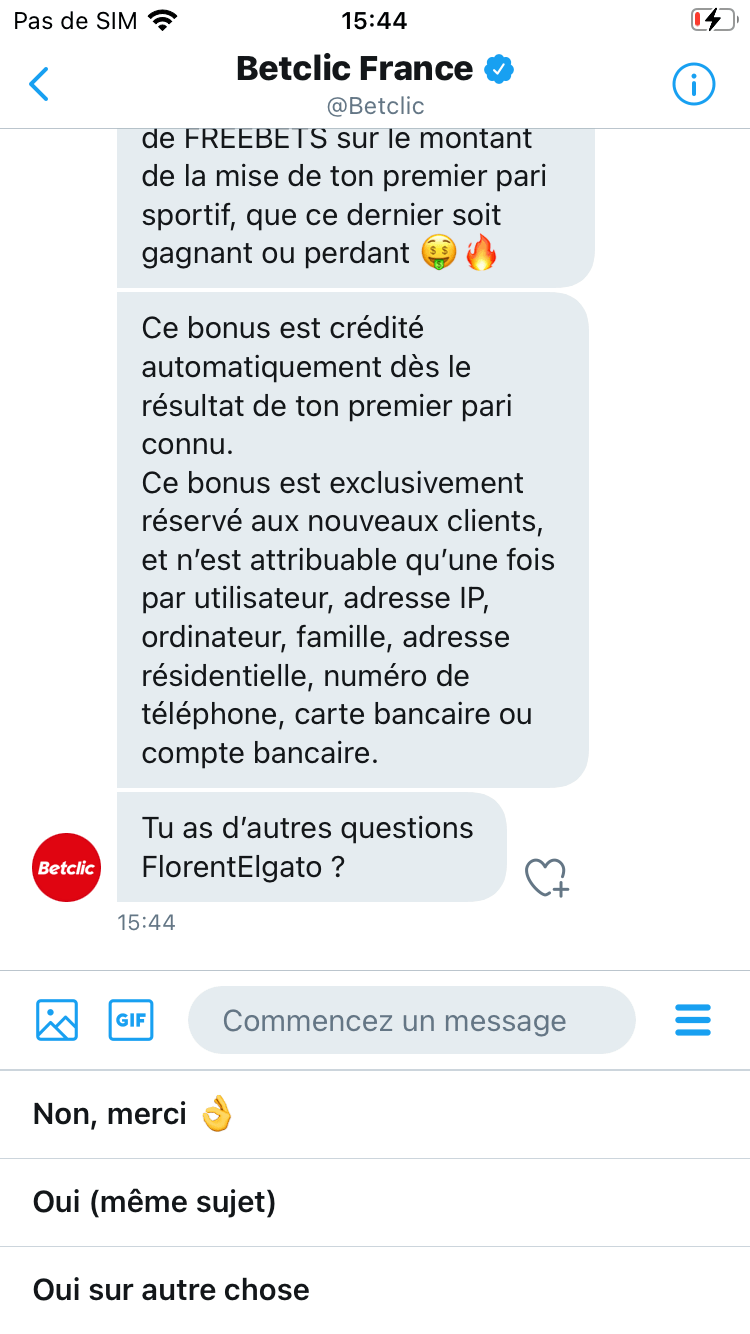 Pas de SIM
15:44
Betclic France
@Betclic
de FREEBETS sur le montant
de la mise de ton premier pari
sportif, que ce dernier soit
gagnant ou perdant 🤑🔥
Ce bonus est crédité
automatiquement dès le
résultat de ton premier pari
connu.
Ce bonus est exclusivement
réservé aux nouveaux clients,
et n’est attribuable qu’une fois
par utilisateur, adresse IP,
ordinateur, famille, adresse
résidentielle, numéro de
téléphone, carte bancaire ou
compte bancaire.
Tu as d’autres questions
FlorentElgato ?
Betclic
15:44
GIF
Commencez un message
Non, merci 👌
Oui (même sujet)
Oui sur autre chose